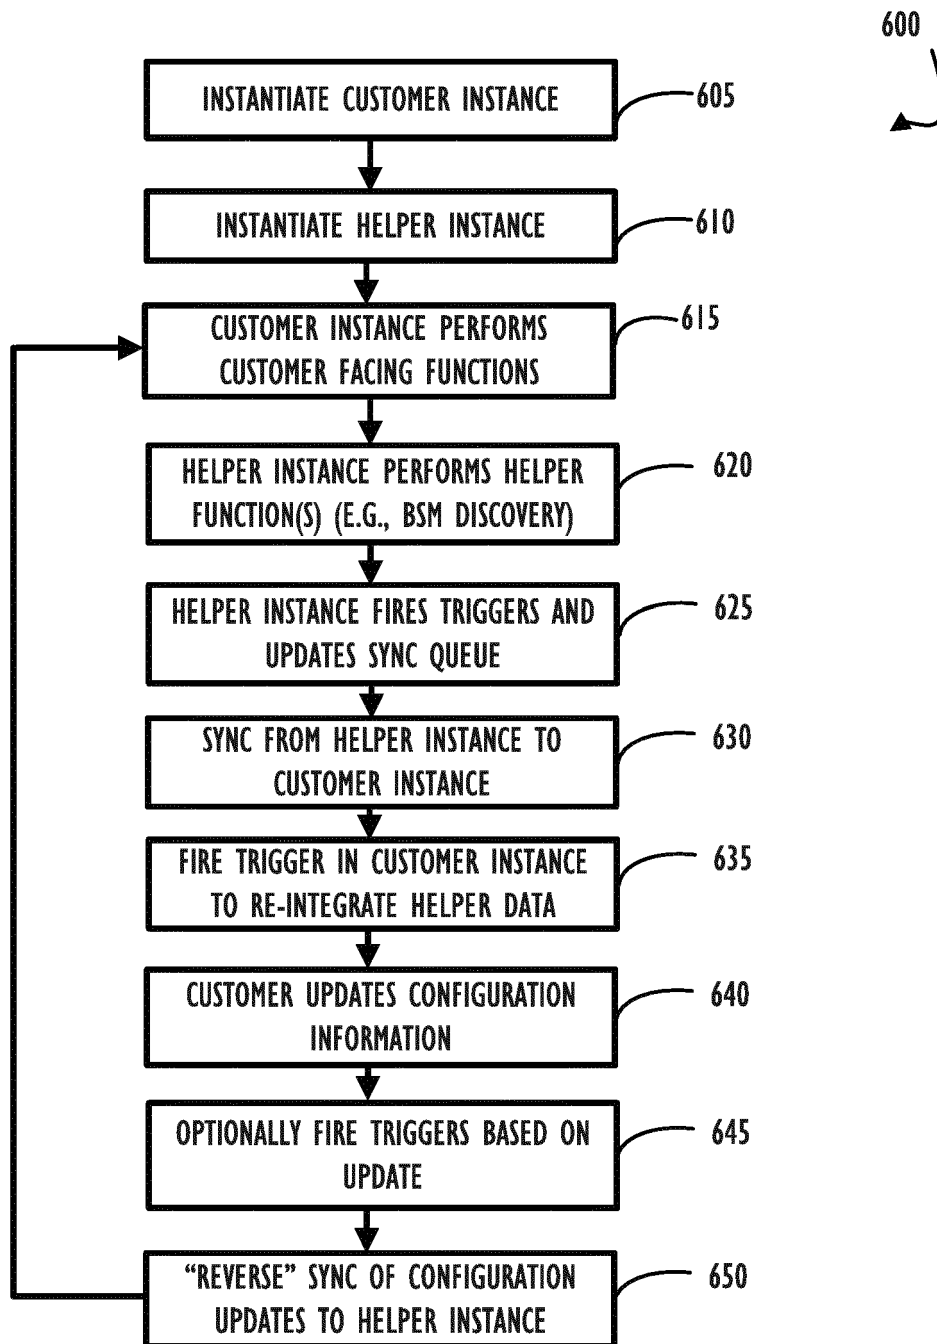 600
INSTANTIATE CUSTOMER INSTANCE
605
INSTANTIATE HELPER INSTANCE
610
CUSTOMER INSTANCE PERFORMS
CUSTOMER FACING FUNCTIONS
615
HELPER INSTANCE PERFORMS HELPER
FUNCTION(S) (E.G., BSM DISCOVERY)
620
HELPER INSTANCE FIRES TRIGGERS AND
UPDATES SYNC QUEUE
625
SYNC FROM HELPER INSTANCE TO
CUSTOMER INSTANCE
630
FIRE TRIGGER IN CUSTOMER INSTANCE
TO RE-INTEGRATE HELPER DATA
635
CUSTOMER UPDATES CONFIGURATION
INFORMATION
640
OPTIONALLY FIRE TRIGGERS BASED ON
UPDATE
645
“REVERSE” SYNC OF CONFIGURATION
UPDATES TO HELPER INSTANCE
650